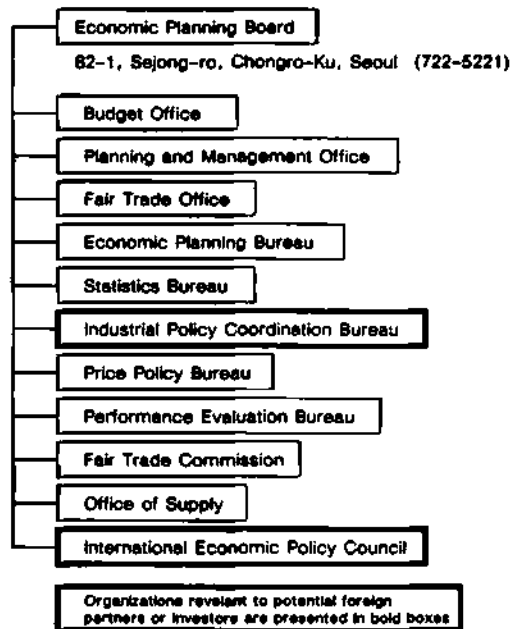 Economic Planning Board
82-1, Sejong-ro, Chongro-Ku, Seoul (722-5221)
Budget Office
Planning and Management Office
Fair Trade Office
Economic Planning Bureau
Statistics Bureau
Industrial Policy Coordination Bureau
Price Policy Bureau
Performance Evaluation Bureau
Fair Trade Commission
Office of Supply
International Economic Policy Council
Organizations revelant to potential foreign
partners or investors are presented in bold boxes